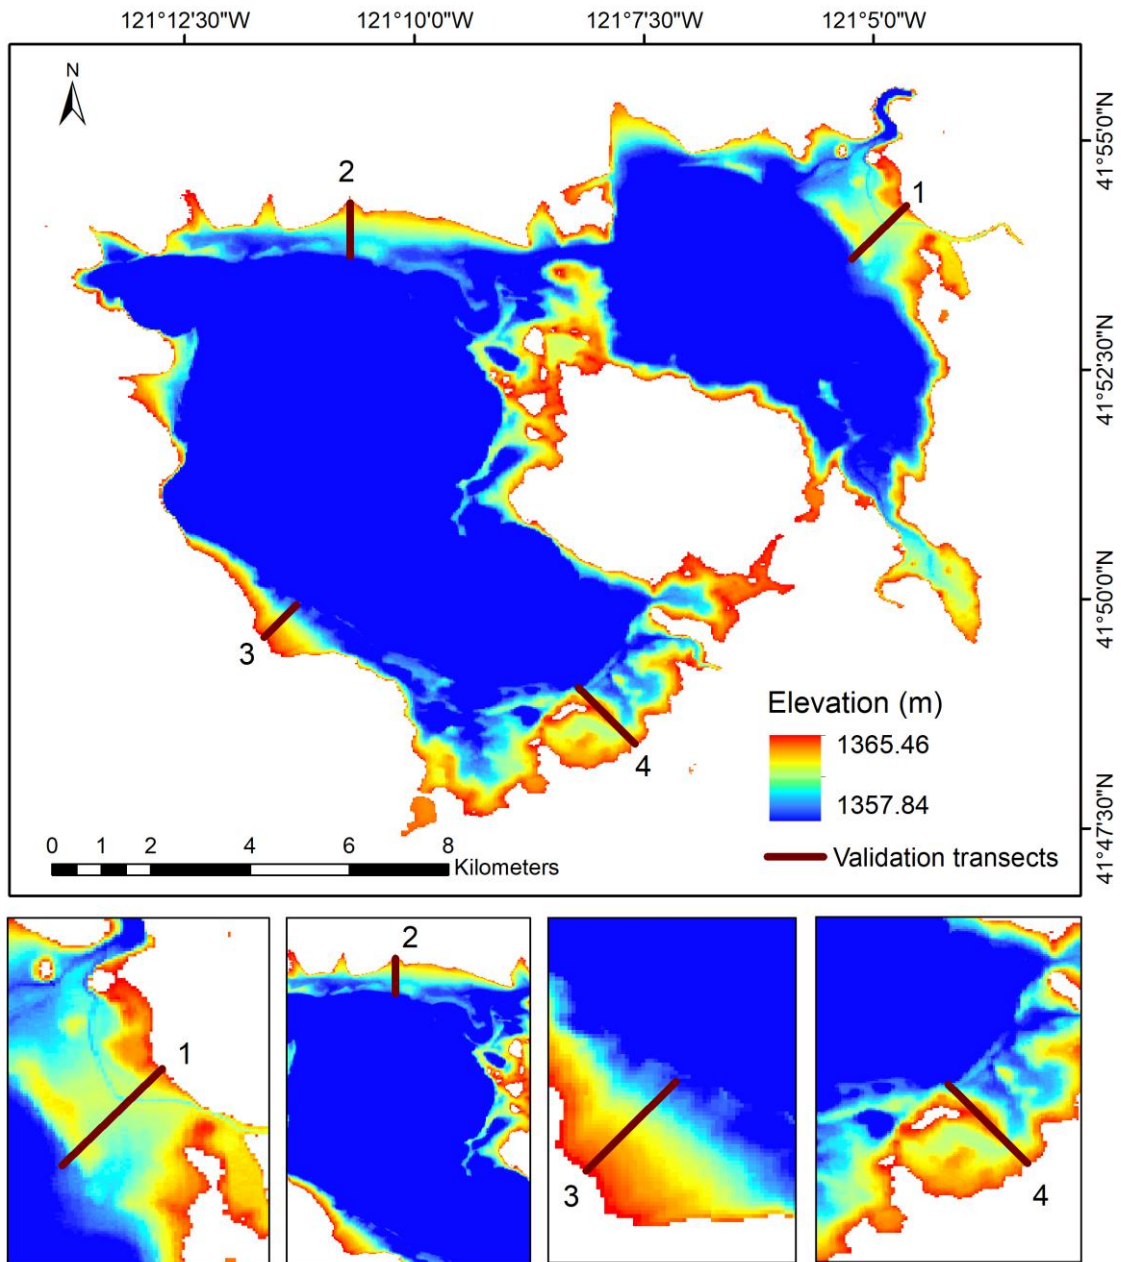 121°12'30"W 121°10'0"W 121°7'30"W 121°5'0"W
N
41°55'0"N
2
1
41°52'30"N
41°50'0"N
3
Elevation (m)
1365.46
4
1357.84
41°47'30"N
0 1 2 4 6 8
Kilometers
Validation transects
1
2
3
4